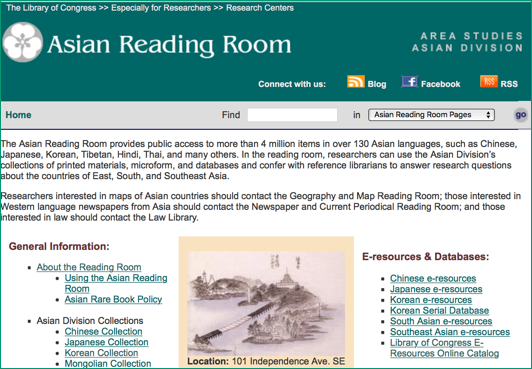 The Library of Congress >> Especially for Researchers >> Research Centers
Asian Reading Room
AREA STUDIES
ASIAN DIVISION
Connect with us: Blog Facebook RSS RSS
Home Find in Asian Reading Room Pages go
The Asian Reading Room provides public access to more than 4 million items in over 130 Asian languages, such as Chinese,
Japanese, Korean, Tibetan, Hindi, Thai, and many others. In the reading room, researchers can use the Asian Division's
collections of printed materials, microform, and databases and confer with reference librarians to answer research questions
about the countries of East, South, and Southeast Asia.
Researchers interested in maps of Asian countries should contact the Geography and Map Reading Room; those interested in
Western language newspapers from Asia should contact the Newspaper and Current Periodical Reading Room; and those
interested in law should contact the Law Library.
General Information:
About the Reading Room
Using the Asian Reading
Room
Asian Rare Book Policy
Asian Division Collections
Chinese Collection
Japanese Collection
Korean Collection
Mongolian Collection
Location: 101 Independence Ave. SE
E-resources & Databases:
Chinese e-resources
Japanese e-resources
Korean e-resources
Korean Serial Database
South Asian e-resources
Southeast Asian e-resources
Library of Congress E-
Resources Online Catalog